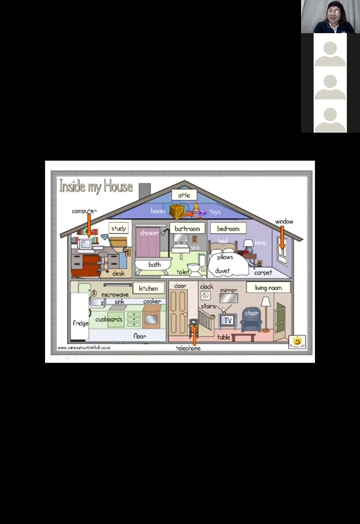 Inside my House
attic
books
toys
computer
window
study
shower
bathroom
bedroom
bed
lamp
bath
pillows
desk
toilet
duvet
carpet
kitchen
door
clock
mirror
living room
microwave
sink
cooker
stairs
fridge
cupboards
TV
chair
floor
table
telephone